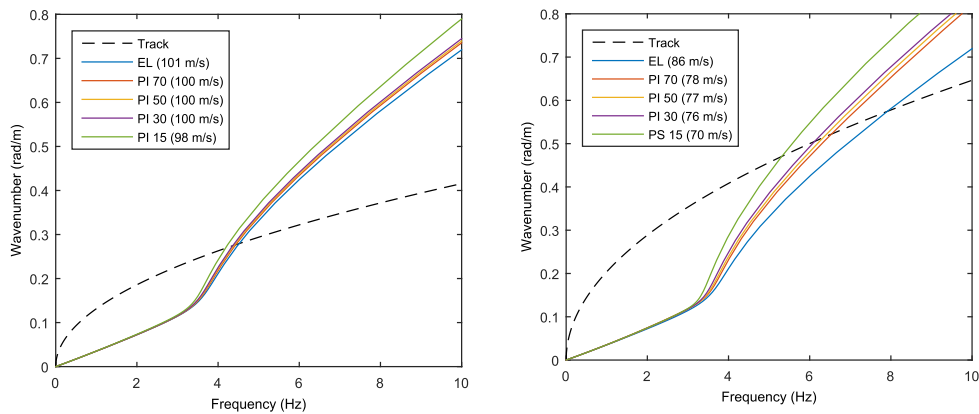 0.8
0.7
0.6
0.5
0.4
0.3
0.2
0.1
0
Wavenumber (rad/m)
Track
EL (101 m/s)
PI 70 (100 m/s)
PI 50 (100 m/s)
PI 30 (100 m/s)
PI 15 (98 m/s)
0 2 4 6 8 10
Frequency (Hz)
0.8
0.7
0.6
0.5
0.4
0.3
0.2
0.1
0
Wavenumber (rad/m)
Track
EL (86 m/s)
PI 70 (78 m/s)
PI 50 (77 m/s)
PI 30 (76 m/s)
PS 15 (70 m/s)
0 2 4 6 8 10
Frequency (Hz)